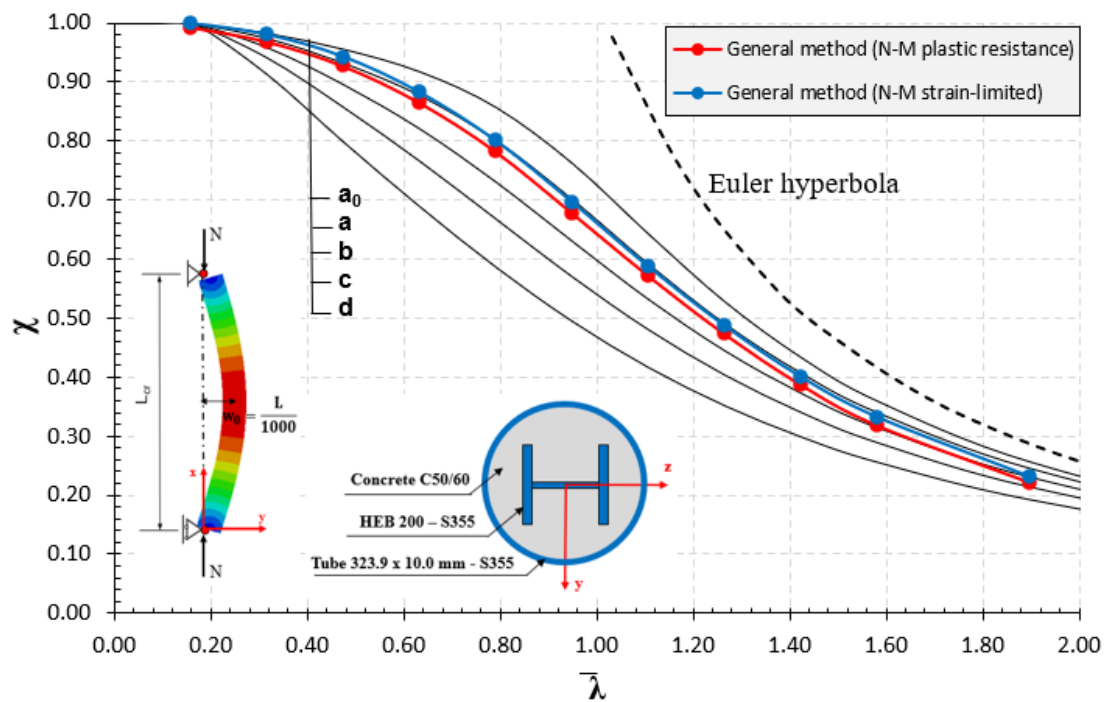 1.00
0.90
0.80
0.70
0.60
0.50
0.40
0.30
0.20
0.10
0.00
χ
General method (N-M plastic resistance)
General method (N-M strain-limited)
Euler hyperbola
a0
a
b
c
d
N
Lcr
w0 = L
1000
x
y
N
Concrete C50/60
HEB 200 – S355
Tube 323.9 x 10.0 mm - S355
z
y
0.00 0.20 0.40 0.60 0.80 1.00 1.20 1.40 1.60 1.80 2.00
λ̅